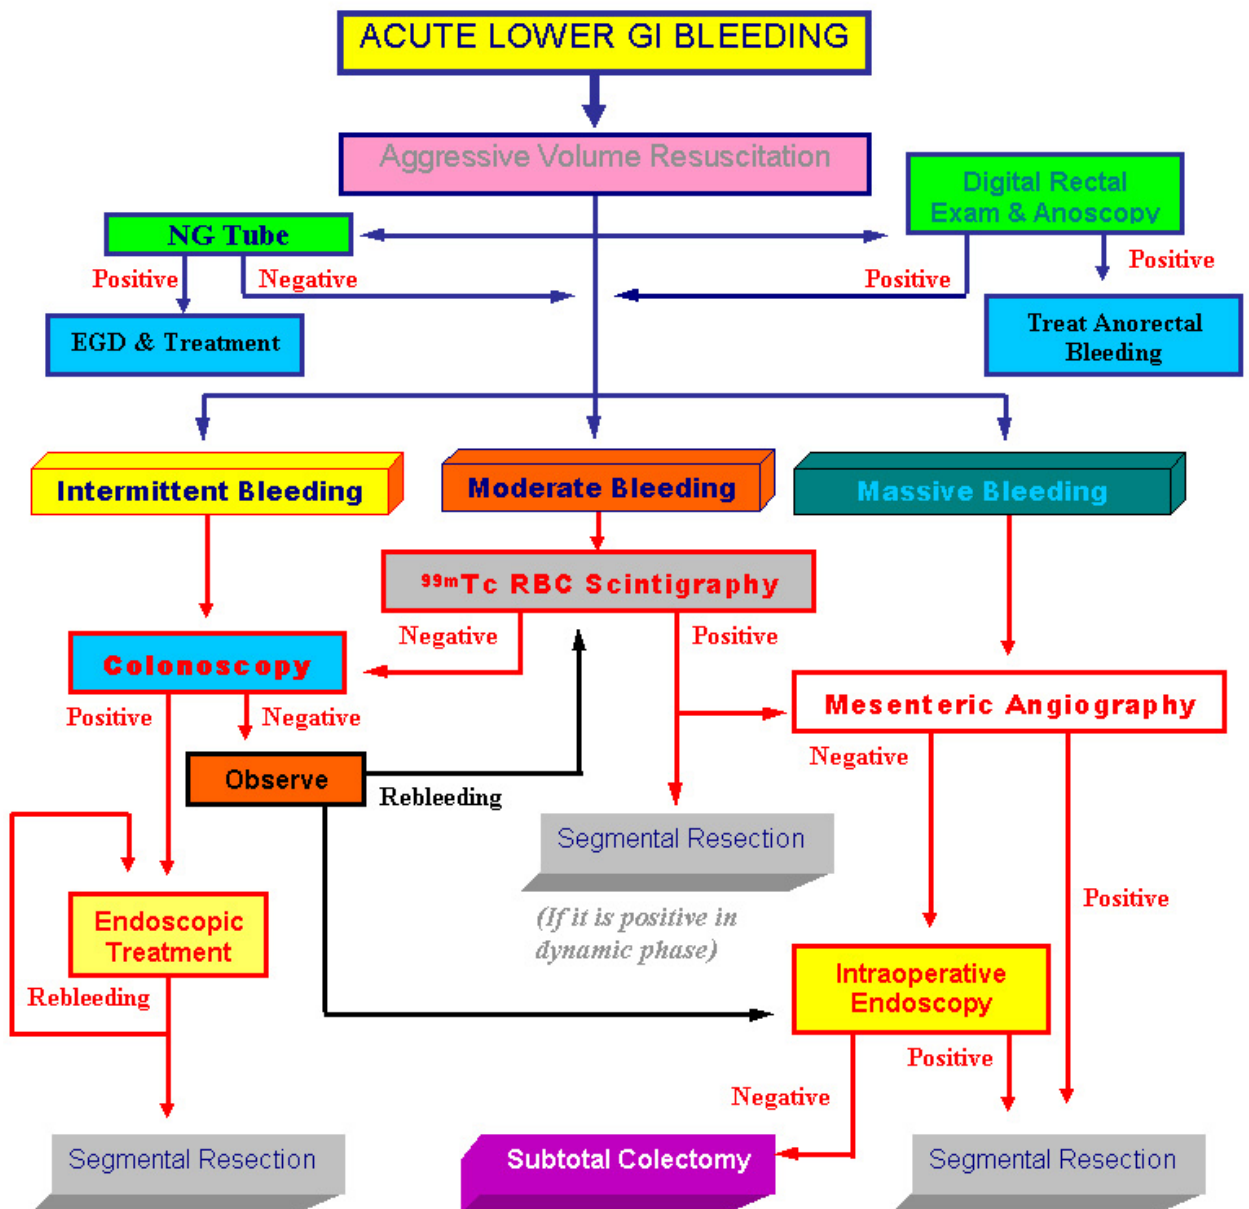 ACUTE LOWER GI BLEEDING
Aggressive Volume Resuscitation
Digital Rectal
Exam & Anoscopy
NG Tube
Positive
Negative
Positive
Positive
EGD & Treatment
Treat Anorectal
Bleeding
Intermittent Bleeding
Moderate Bleeding
Massive Bleeding
99mTc RBC Scintigraphy
Negative
Positive
Colonoscopy
Mesenteric Angiography
Positive
Negative
Negative
Observe
Rebleeding
Segmental Resection
Positive
(If it is positive in
dynamic phase)
Endoscopic
Treatment
Rebleeding
Intraoperative
Endoscopy
Positive
Negative
Segmental Resection
Subtotal Colectomy
Segmental Resection